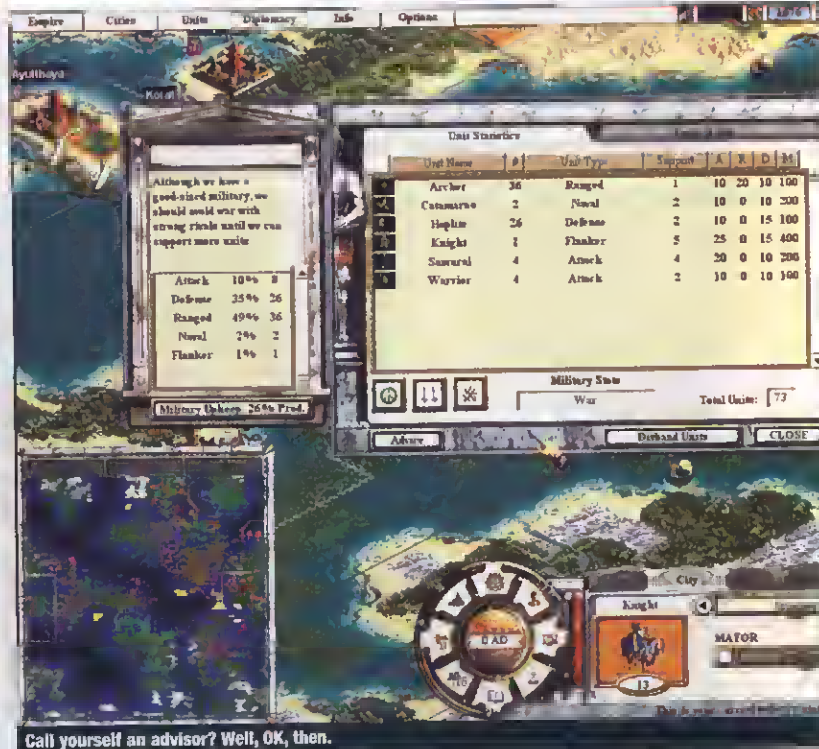 Empire Cities Units Diplomacy Info Options
Ayutthaya
Korat
Although we have a
good-sized military, we
should avoid war with
strong rivals until we can
support more units
Attack 10% 8
Defense 35% 26
Ranged 49% 36
Naval 2% 2
Flanker 1% 1
Military Upkeep 26% Prod.
Unit Statistics
Unit Name # Unit Type Support A R D M
Archer 36 Ranged 1 10 20 10 100
Catamaran 2 Naval 2 10 0 10 200
Hoplite 26 Defense 2 10 0 15 100
Knight 1 Flanker 5 25 0 15 400
Samurai 4 Attack 4 20 0 10 200
Warrior 4 Attack 2 10 0 10 100
Military State
War
Total Units: 73
Advice Disband Units CLOSE
0 AD
City
Knight
MATOR
13
Call yourself an advisor? Well, OK, then.